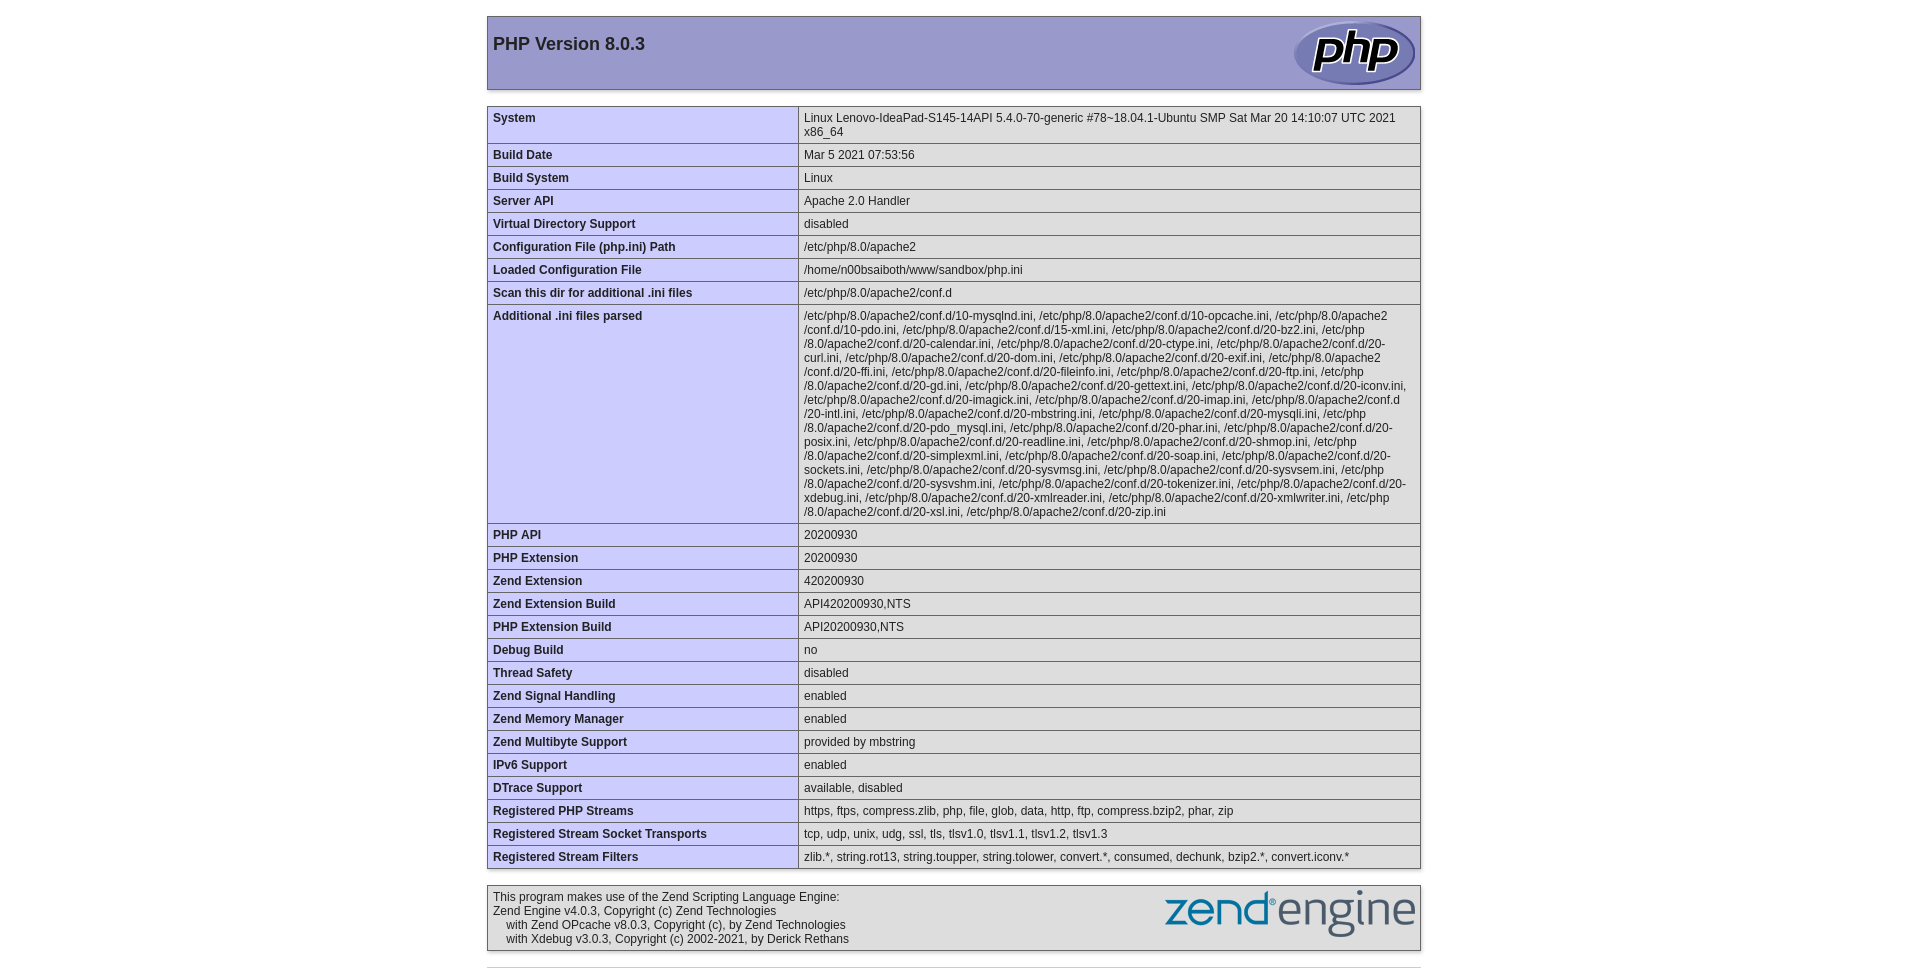 PHP Version 8.0.3
php
System
Linux Lenovo-IdeaPad-S145-14API 5.4.0-70-generic #78~18.04.1-Ubuntu SMP Sat Mar 20 14:10:07 UTC 2021
x86_64
Build Date
Mar 5 2021 07:53:56
Build System
Linux
Server API
Apache 2.0 Handler
Virtual Directory Support
disabled
Configuration File (php.ini) Path
/etc/php/8.0/apache2
Loaded Configuration File
/home/n00bsaiboth/www/sandbox/php.ini
Scan this dir for additional .ini files
/etc/php/8.0/apache2/conf.d
Additional .ini files parsed
/etc/php/8.0/apache2/conf.d/10-mysqlnd.ini, /etc/php/8.0/apache2/conf.d/10-opcache.ini, /etc/php/8.0/apache2
/conf.d/10-pdo.ini, /etc/php/8.0/apache2/conf.d/15-xml.ini, /etc/php/8.0/apache2/conf.d/20-bz2.ini, /etc/php
/8.0/apache2/conf.d/20-calendar.ini, /etc/php/8.0/apache2/conf.d/20-ctype.ini, /etc/php/8.0/apache2/conf.d/20-
curl.ini, /etc/php/8.0/apache2/conf.d/20-dom.ini, /etc/php/8.0/apache2/conf.d/20-exif.ini, /etc/php/8.0/apache2
/conf.d/20-ffi.ini, /etc/php/8.0/apache2/conf.d/20-fileinfo.ini, /etc/php/8.0/apache2/conf.d/20-ftp.ini, /etc/php
/8.0/apache2/conf.d/20-gd.ini, /etc/php/8.0/apache2/conf.d/20-gettext.ini, /etc/php/8.0/apache2/conf.d/20-iconv.ini,
/etc/php/8.0/apache2/conf.d/20-imagick.ini, /etc/php/8.0/apache2/conf.d/20-imap.ini, /etc/php/8.0/apache2/conf.d
/20-intl.ini, /etc/php/8.0/apache2/conf.d/20-mbstring.ini, /etc/php/8.0/apache2/conf.d/20-mysqli.ini, /etc/php
/8.0/apache2/conf.d/20-pdo_mysql.ini, /etc/php/8.0/apache2/conf.d/20-phar.ini, /etc/php/8.0/apache2/conf.d/20-
posix.ini, /etc/php/8.0/apache2/conf.d/20-readline.ini, /etc/php/8.0/apache2/conf.d/20-shmop.ini, /etc/php
/8.0/apache2/conf.d/20-simplexml.ini, /etc/php/8.0/apache2/conf.d/20-soap.ini, /etc/php/8.0/apache2/conf.d/20-
sockets.ini, /etc/php/8.0/apache2/conf.d/20-sysvmsg.ini, /etc/php/8.0/apache2/conf.d/20-sysvsem.ini, /etc/php
/8.0/apache2/conf.d/20-sysvshm.ini, /etc/php/8.0/apache2/conf.d/20-tokenizer.ini, /etc/php/8.0/apache2/conf.d/20-
xdebug.ini, /etc/php/8.0/apache2/conf.d/20-xmlreader.ini, /etc/php/8.0/apache2/conf.d/20-xmlwriter.ini, /etc/php
/8.0/apache2/conf.d/20-xsl.ini, /etc/php/8.0/apache2/conf.d/20-zip.ini
PHP API
20200930
PHP Extension
20200930
Zend Extension
420200930
Zend Extension Build
API420200930,NTS
PHP Extension Build
API20200930,NTS
Debug Build
no
Thread Safety
disabled
Zend Signal Handling
enabled
Zend Memory Manager
enabled
Zend Multibyte Support
provided by mbstring
IPv6 Support
enabled
DTrace Support
available, disabled
Registered PHP Streams
https, ftps, compress.zlib, php, file, glob, data, http, ftp, compress.bzip2, phar, zip
Registered Stream Socket Transports
tcp, udp, unix, udg, ssl, tls, tlsv1.0, tlsv1.1, tlsv1.2, tlsv1.3
Registered Stream Filters
zlib.*, string.rot13, string.toupper, string.tolower, convert.*, consumed, dechunk, bzip2.*, convert.iconv.*
This program makes use of the Zend Scripting Language Engine:
Zend Engine v4.0.3, Copyright (c) Zend Technologies
with Zend OPcache v8.0.3, Copyright (c), by Zend Technologies
with Xdebug v3.0.3, Copyright (c) 2002-2021, by Derick Rethans
zend® engine